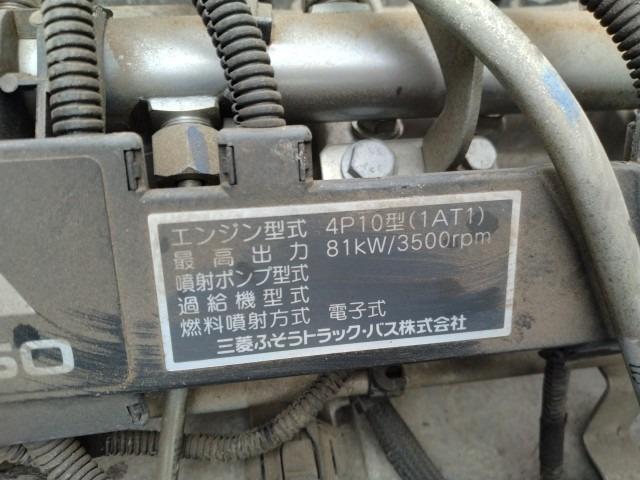 エンジン型式 4P10型(1AT1)
最高出力 81kW/3500rpm
噴射ポンプ型式
過給機型式
燃料噴射方式 電子式
三菱ふそうトラック・バス株式会社